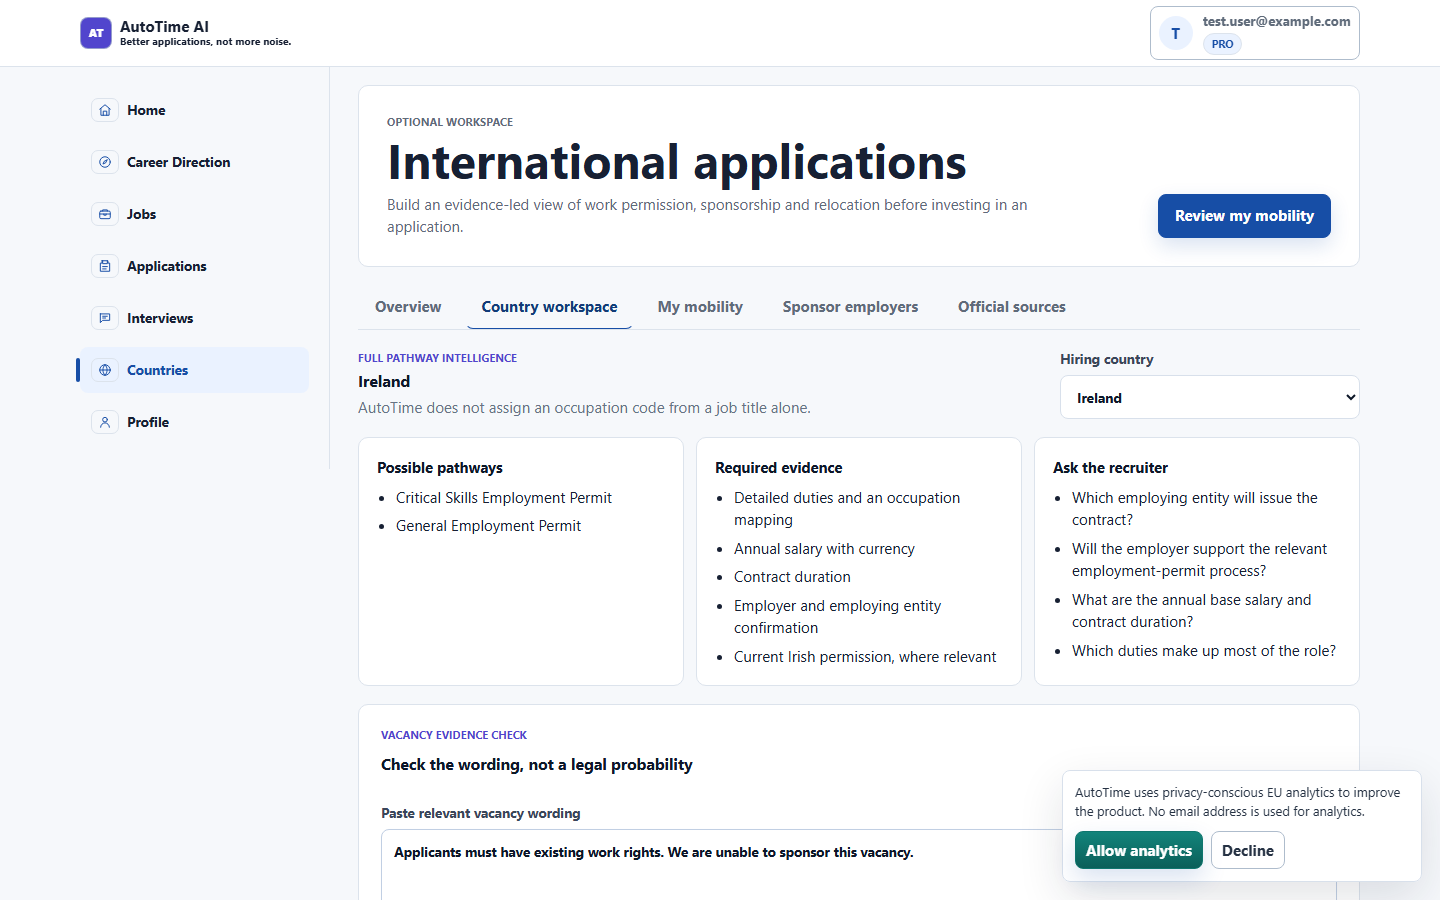 AT
AutoTime AI
Better applications, not more noise.
T
test.user@example.com
PRO
Home
Career Direction
Jobs
Applications
Interviews
Countries
Profile
OPTIONAL WORKSPACE
International applications
Build an evidence-led view of work permission, sponsorship and relocation before investing in an
application.
Review my mobility
Overview
Country workspace
My mobility
Sponsor employers
Official sources
FULL PATHWAY INTELLIGENCE
Ireland
AutoTime does not assign an occupation code from a job title alone.
Hiring country
Ireland
Possible pathways
Critical Skills Employment Permit
General Employment Permit
Required evidence
Detailed duties and an occupation
mapping
Annual salary with currency
Contract duration
Employer and employing entity
confirmation
Current Irish permission, where relevant
Ask the recruiter
Which employing entity will issue the
contract?
Will the employer support the relevant
employment-permit process?
What are the annual base salary and
contract duration?
Which duties make up most of the role?
VACANCY EVIDENCE CHECK
Check the wording, not a legal probability
Paste relevant vacancy wording
Applicants must have existing work rights. We are unable to sponsor this vacancy.
AutoTime uses privacy-conscious EU analytics to improve
the product. No email address is used for analytics.
Allow analytics
Decline